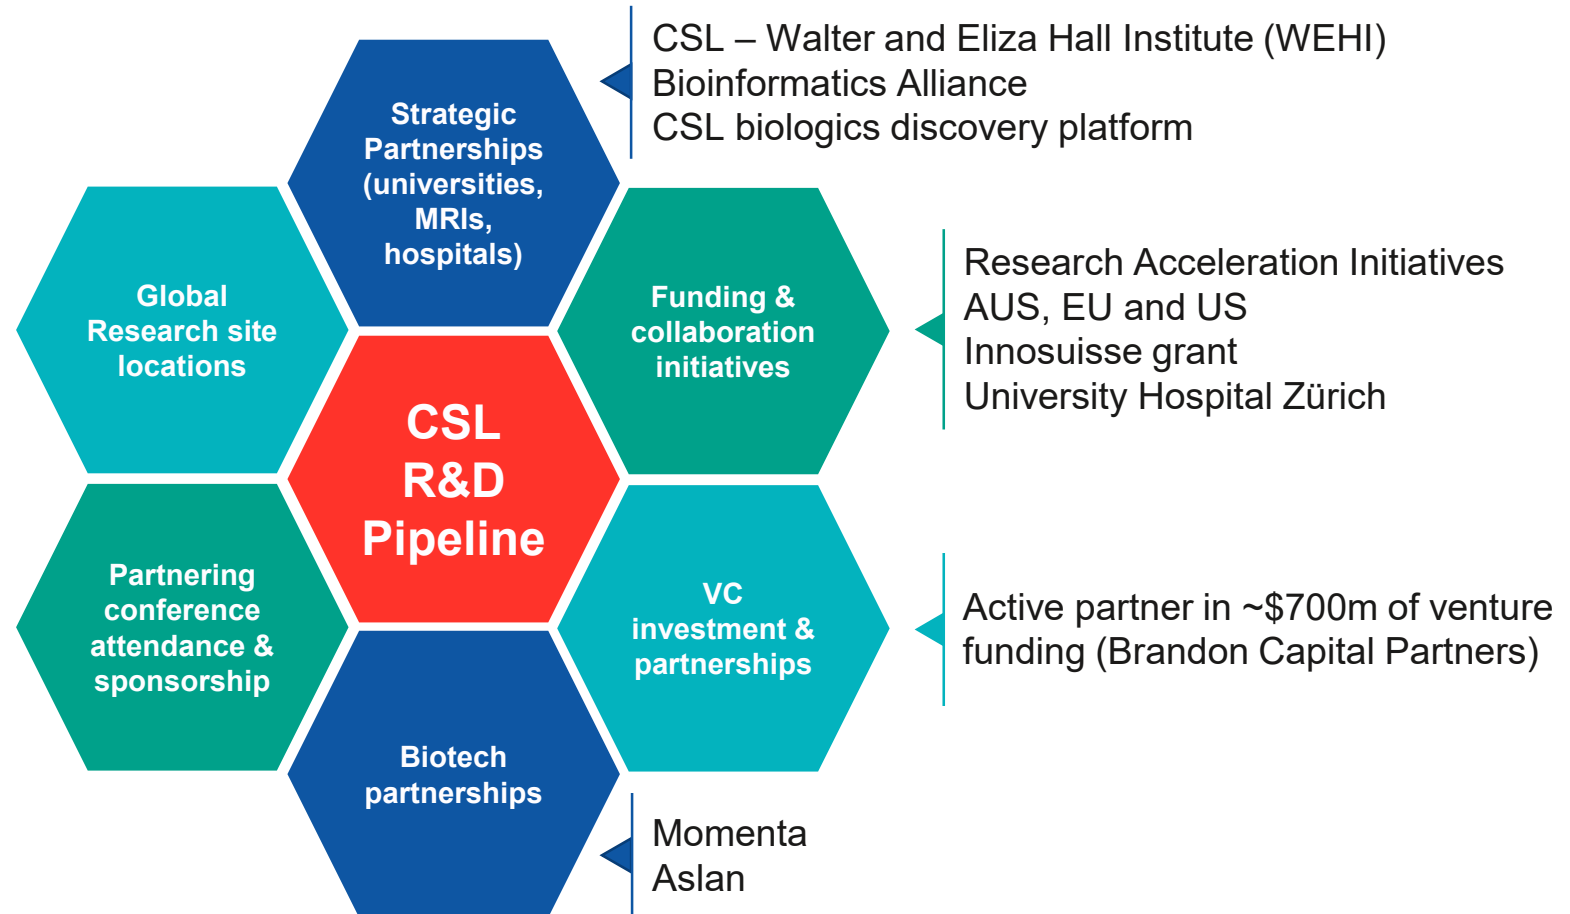 CSL – Walter and Eliza Hall Institute (WEHI)
Bioinformatics Alliance
CSL biologics discovery platform
Strategic
Partnerships
(universities,
MRIs,
hospitals)
Global
Research site
locations
Funding &
collaboration
initiatives
Research Acceleration Initiatives
AUS, EU and US
Innosuisse grant
University Hospital Zürich
CSL
R&D
Pipeline
Partnering
conference
attendance &
sponsorship
VC
investment &
partnerships
Active partner in ~$700m of venture
funding (Brandon Capital Partners)
Biotech
partnerships
Momenta
Aslan